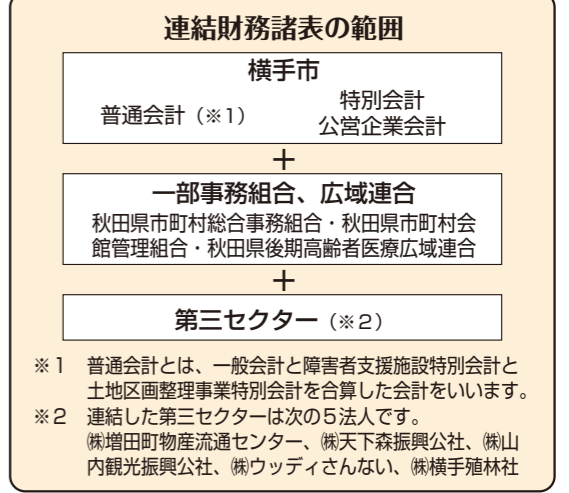 連結財務諸表の範囲
横手市
普通会計（※1） 特別会計
公営企業会計
＋
一部事務組合、広域連合
秋田県市町村総合事務組合・秋田県市町村会
館管理組合・秋田県後期高齢者医療広域連合
＋
第三セクター（※2）
※1 普通会計とは、一般会計と障害者支援施設特別会計と
土地区画整理事業特別会計を合算した会計をいいます。
※2 連結した第三セクターは次の5法人です。
㈱増田町物産流通センター、㈱天下森振興公社、㈱山
内観光振興公社、㈱ウッディさんない、㈱横手殖林社